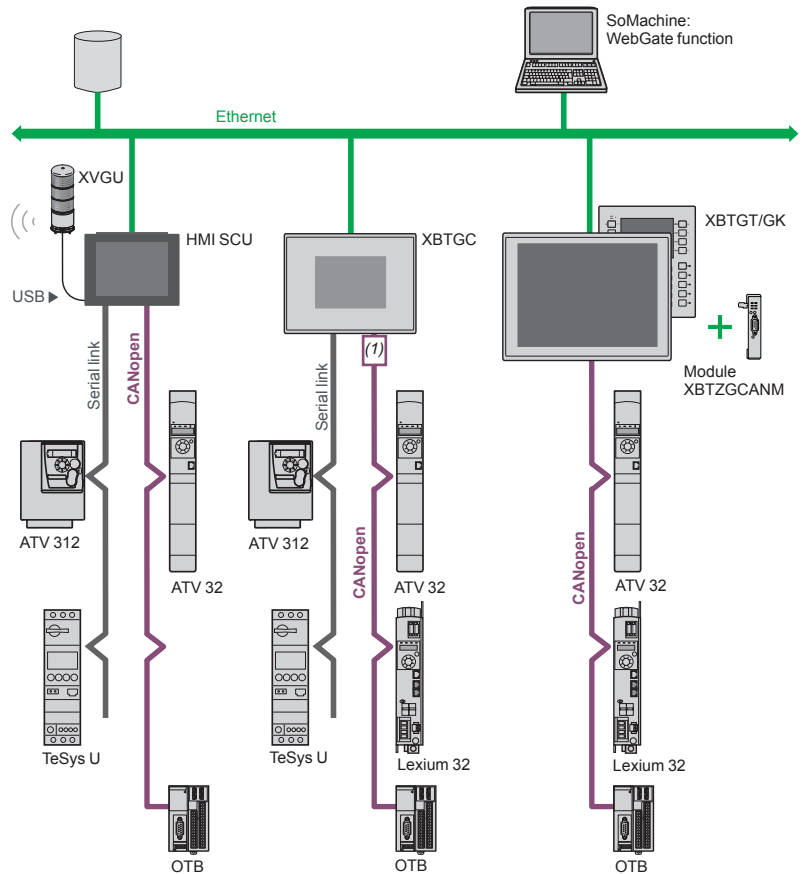 SoMachine:
WebGate function
Ethernet
XVGU
HMI SCU
XBTGC
XBTGT/GK
USB
(1)
Module
XBTZGCANM
Serial link
CANopen
Serial link
CANopen
CANopen
ATV 312
ATV 32
ATV 312
ATV 32
ATV 32
TeSys U
TeSys U
Lexium 32
Lexium 32
OTB
OTB
OTB